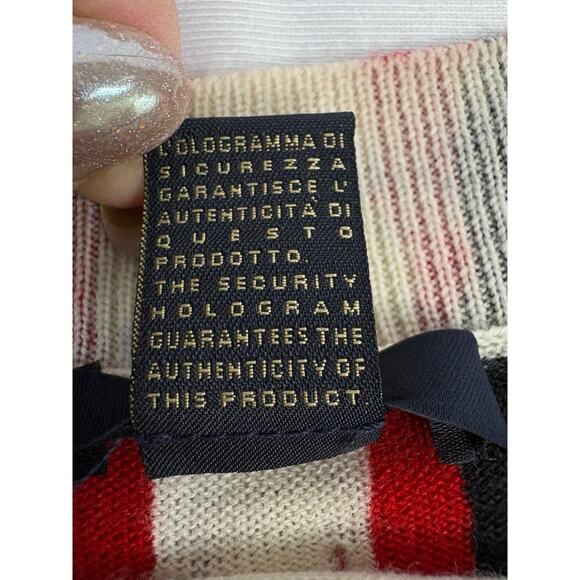 L'OLOGRAMMA DI
SICUREZZA
GARANTISCE L'
AUTENTICITÀ DI
QUESTO
PRODOTTO.
THE SECURITY
HOLOGRAM
GUARANTEES THE
AUTHENTICITY OF
THIS PRODUCT.